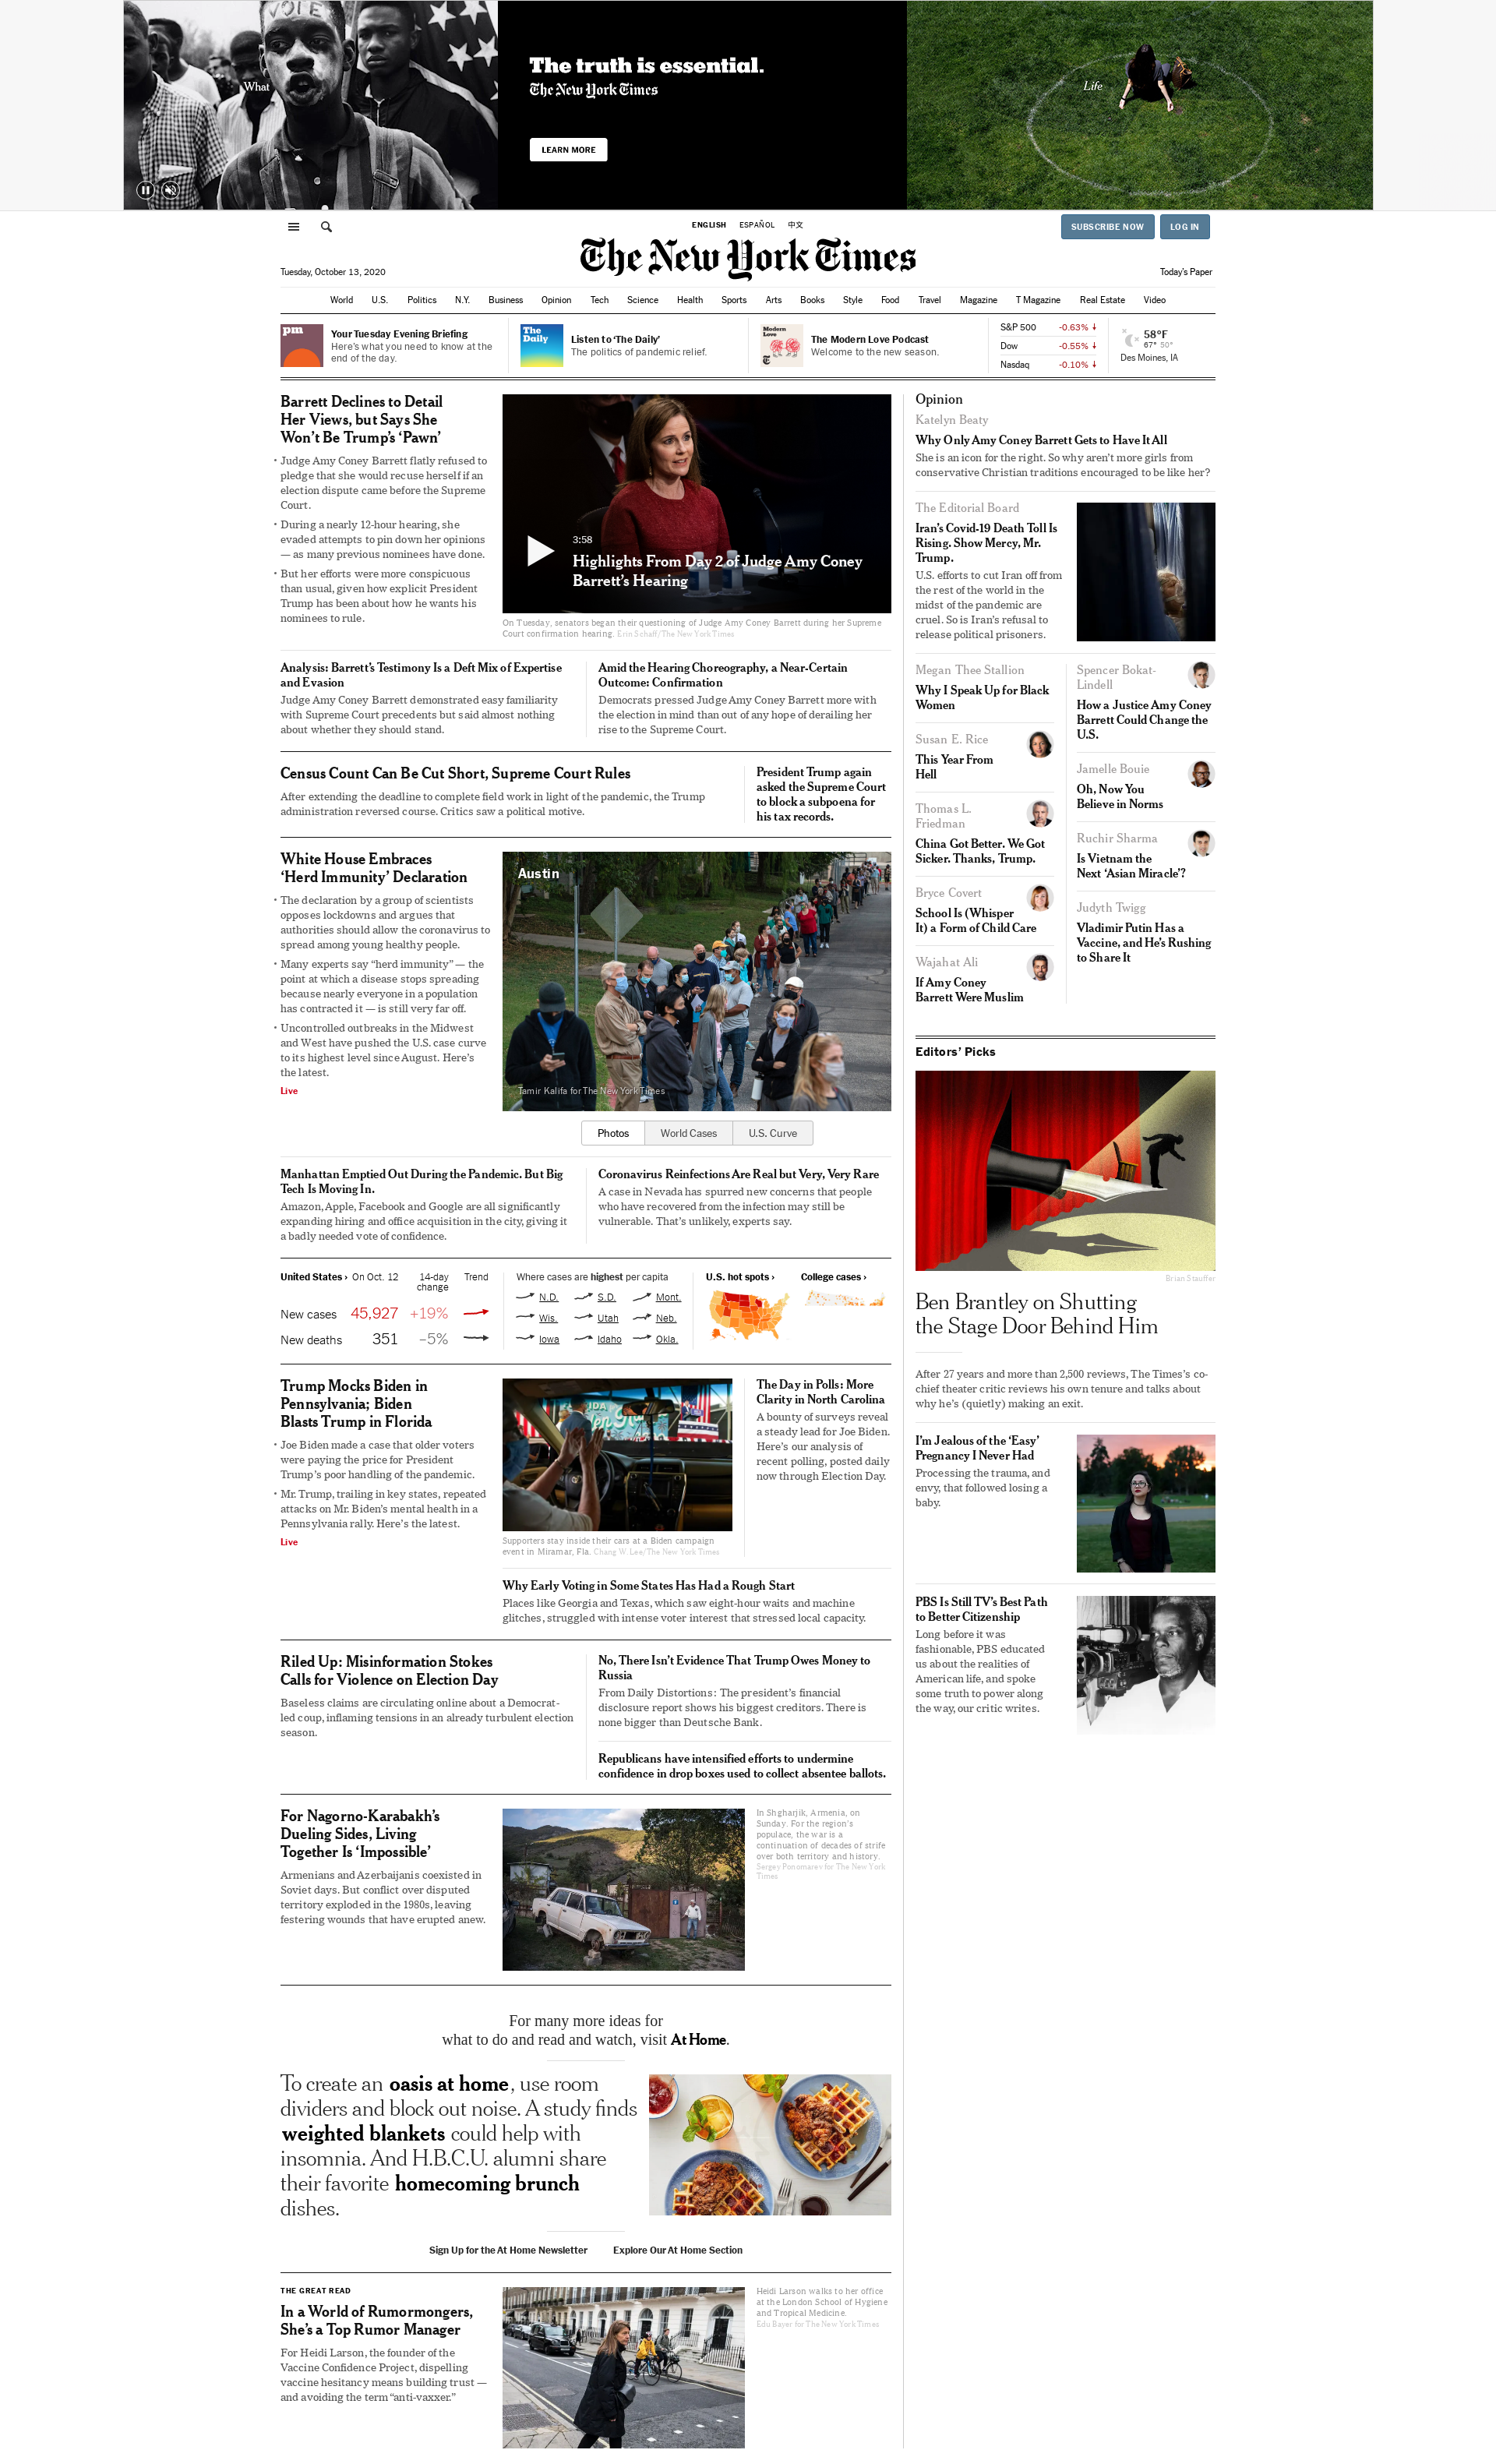 VOTE
What
The truth is essential.
The New York Times
LEARN MORE
Life
ENGLISH ESPAÑOL 中文
SUBSCRIBE NOW LOG IN
The New York Times
Tuesday, October 13, 2020
Today's Paper
World U.S. Politics N.Y. Business Opinion Tech Science Health Sports Arts Books Style Food Travel Magazine T Magazine Real Estate Video
pm
Your Tuesday Evening Briefing
Here's what you need to know at the
end of the day.
The
Daily
Listen to 'The Daily'
The politics of pandemic relief.
Modern
Love
The Modern Love Podcast
Welcome to the new season.
S&P 500 -0.63%
Dow -0.55%
Nasdaq -0.10%
58°F
67° 50°
Des Moines, IA
Barrett Declines to Detail
Her Views, but Says She
Won't Be Trump's 'Pawn'
• Judge Amy Coney Barrett flatly refused to
pledge that she would recuse herself if an
election dispute came before the Supreme
Court.
• During a nearly 12-hour hearing, she
evaded attempts to pin down her opinions
— as many previous nominees have done.
• But her efforts were more conspicuous
than usual, given how explicit President
Trump has been about how he wants his
nominees to rule.
3:58
Highlights From Day 2 of Judge Amy Coney
Barrett's Hearing
On Tuesday, senators began their questioning of Judge Amy Coney Barrett during her Supreme
Court confirmation hearing. Erin Schaff/The New York Times
Analysis: Barrett's Testimony Is a Deft Mix of Expertise
and Evasion
Judge Amy Coney Barrett demonstrated easy familiarity
with Supreme Court precedents but said almost nothing
about whether they should stand.
Amid the Hearing Choreography, a Near-Certain
Outcome: Confirmation
Democrats pressed Judge Amy Coney Barrett more with
the election in mind than out of any hope of derailing her
rise to the Supreme Court.
Census Count Can Be Cut Short, Supreme Court Rules
After extending the deadline to complete field work in light of the pandemic, the Trump
administration reversed course. Critics saw a political motive.
President Trump again
asked the Supreme Court
to block a subpoena for
his tax records.
White House Embraces
'Herd Immunity' Declaration
• The declaration by a group of scientists
opposes lockdowns and argues that
authorities should allow the coronavirus to
spread among young healthy people.
• Many experts say "herd immunity" — the
point at which a disease stops spreading
because nearly everyone in a population
has contracted it — is still very far off.
• Uncontrolled outbreaks in the Midwest
and West have pushed the U.S. case curve
to its highest level since August. Here's
the latest.
Live
Austin
Tamir Kalifa for The New York Times
Photos World Cases U.S. Curve
Manhattan Emptied Out During the Pandemic. But Big
Tech Is Moving In.
Amazon, Apple, Facebook and Google are all significantly
expanding hiring and office acquisition in the city, giving it
a badly needed vote of confidence.
Coronavirus Reinfections Are Real but Very, Very Rare
A case in Nevada has spurred new concerns that people
who have recovered from the infection may still be
vulnerable. That's unlikely, experts say.
United States › On Oct. 12 14-day
change Trend
New cases 45,927 +19%
New deaths 351 –5%
Where cases are highest per capita
N.D. S.D. Mont.
Wis. Utah Neb.
Iowa Idaho Okla.
U.S. hot spots › College cases ›
Trump Mocks Biden in
Pennsylvania; Biden
Blasts Trump in Florida
• Joe Biden made a case that older voters
were paying the price for President
Trump's poor handling of the pandemic.
• Mr. Trump, trailing in key states, repeated
attacks on Mr. Biden's mental health in a
Pennsylvania rally. Here's the latest.
Live
Supporters stay inside their cars at a Biden campaign
event in Miramar, Fla. Chang W. Lee/The New York Times
The Day in Polls: More
Clarity in North Carolina
A bounty of surveys reveal
a steady lead for Joe Biden.
Here's our analysis of
recent polling, posted daily
now through Election Day.
Why Early Voting in Some States Has Had a Rough Start
Places like Georgia and Texas, which saw eight-hour waits and machine
glitches, struggled with intense voter interest that stressed local capacity.
Riled Up: Misinformation Stokes
Calls for Violence on Election Day
Baseless claims are circulating online about a Democrat-
led coup, inflaming tensions in an already turbulent election
season.
No, There Isn't Evidence That Trump Owes Money to
Russia
From Daily Distortions: The president's financial
disclosure report shows his biggest creditors. There is
none bigger than Deutsche Bank.
Republicans have intensified efforts to undermine
confidence in drop boxes used to collect absentee ballots.
For Nagorno-Karabakh's
Dueling Sides, Living
Together Is 'Impossible'
Armenians and Azerbaijanis coexisted in
Soviet days. But conflict over disputed
territory exploded in the 1980s, leaving
festering wounds that have erupted anew.
In Shgharjik, Armenia, on
Sunday. For the region's
populace, the war is a
continuation of decades of strife
over both territory and history.
Sergey Ponomarev for The New York
Times
For many more ideas for
what to do and read and watch, visit At Home.
To create an oasis at home, use room
dividers and block out noise. A study finds
weighted blankets could help with
insomnia. And H.B.C.U. alumni share
their favorite homecoming brunch
dishes.
Sign Up for the At Home Newsletter Explore Our At Home Section
THE GREAT READ
In a World of Rumormongers,
She's a Top Rumor Manager
For Heidi Larson, the founder of the
Vaccine Confidence Project, dispelling
vaccine hesitancy means building trust —
and avoiding the term "anti-vaxxer."
Heidi Larson walks to her office
at the London School of Hygiene
and Tropical Medicine.
Edu Bayer for The New York Times
Opinion
Katelyn Beaty
Why Only Amy Coney Barrett Gets to Have It All
She is an icon for the right. So why aren't more girls from
conservative Christian traditions encouraged to be like her?
The Editorial Board
Iran's Covid-19 Death Toll Is
Rising. Show Mercy, Mr.
Trump.
U.S. efforts to cut Iran off from
the rest of the world in the
midst of the pandemic are
cruel. So is Iran's refusal to
release political prisoners.
Megan Thee Stallion
Why I Speak Up for Black
Women
Susan E. Rice
This Year From
Hell
Thomas L.
Friedman
China Got Better. We Got
Sicker. Thanks, Trump.
Bryce Covert
School Is (Whisper
It) a Form of Child Care
Wajahat Ali
If Amy Coney
Barrett Were Muslim
Spencer Bokat-
Lindell
How a Justice Amy Coney
Barrett Could Change the
U.S.
Jamelle Bouie
Oh, Now You
Believe in Norms
Ruchir Sharma
Is Vietnam the
Next 'Asian Miracle'?
Judyth Twigg
Vladimir Putin Has a
Vaccine, and He's Rushing
to Share It
Editors' Picks
Brian Stauffer
Ben Brantley on Shutting
the Stage Door Behind Him
After 27 years and more than 2,500 reviews, The Times's co-
chief theater critic reviews his own tenure and talks about
why he's (quietly) making an exit.
I'm Jealous of the 'Easy'
Pregnancy I Never Had
Processing the trauma, and
envy, that followed losing a
baby.
PBS Is Still TV's Best Path
to Better Citizenship
Long before it was
fashionable, PBS educated
us about the realities of
American life, and spoke
some truth to power along
the way, our critic writes.